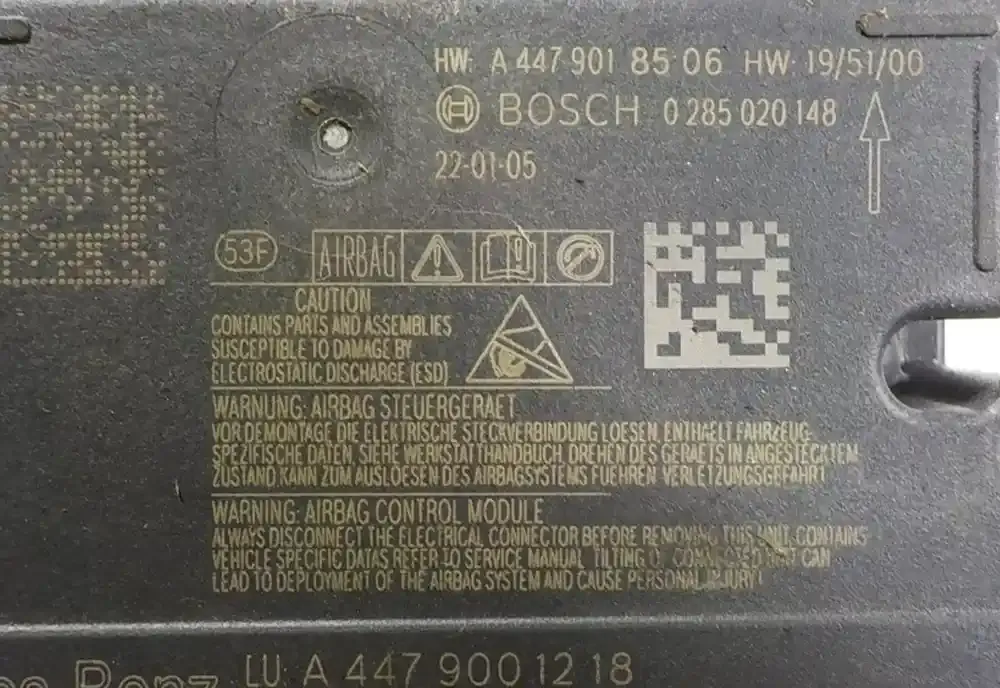 HW: A 447 901 85 06 HW 19/51/00
BOSCH 0 285 020 148
22-01-05
53F
AIRBAG
CAUTION
CONTAINS PARTS AND ASSEMBLIES
SUSCEPTIBLE TO DAMAGE BY
ELECTROSTATIC DISCHARGE (ESD)
WARNUNG: AIRBAG STEUERGERAET
VOR DEMONTAGE DIE ELEKTRISCHE STECKVERBINDUNG LOESEN. ENTHAELT FAHRZEUG-
SPEZIFISCHE DATEN, SIEHE WERKSTATTHANDBUCH. DREHEN DES GERAETS IN ANGESTECKTEM
ZUSTAND KANN ZUM AUSLOESEN DES AIRBAGSYSTEMS FUEHREN. VERLETZUNGSGEFAHR!
WARNING: AIRBAG CONTROL MODULE
ALWAYS DISCONNECT THE ELECTRICAL CONNECTOR BEFORE REMOVING THIS UNIT. CONTAINS
VEHICLE SPECIFIC DATAS REFER TO SERVICE MANUAL. TILTING CONNECTED UNIT CAN
LEAD TO DEPLOYMENT OF THE AIRBAG SYSTEM AND CAUSE PERSONAL INJURY!
Benz LU: A 447 900 12 18